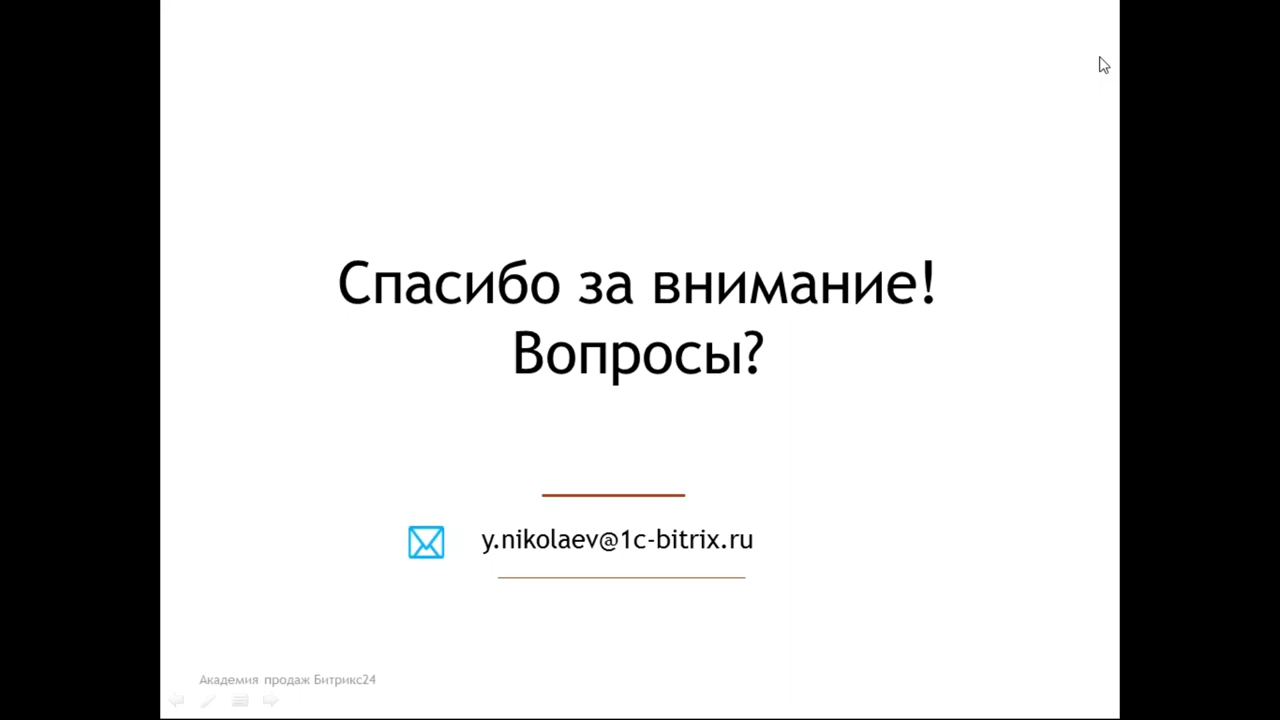 Спасибо за внимание!
Вопросы?
y.nikolaev@1c-bitrix.ru
Академия продаж Битрикс24